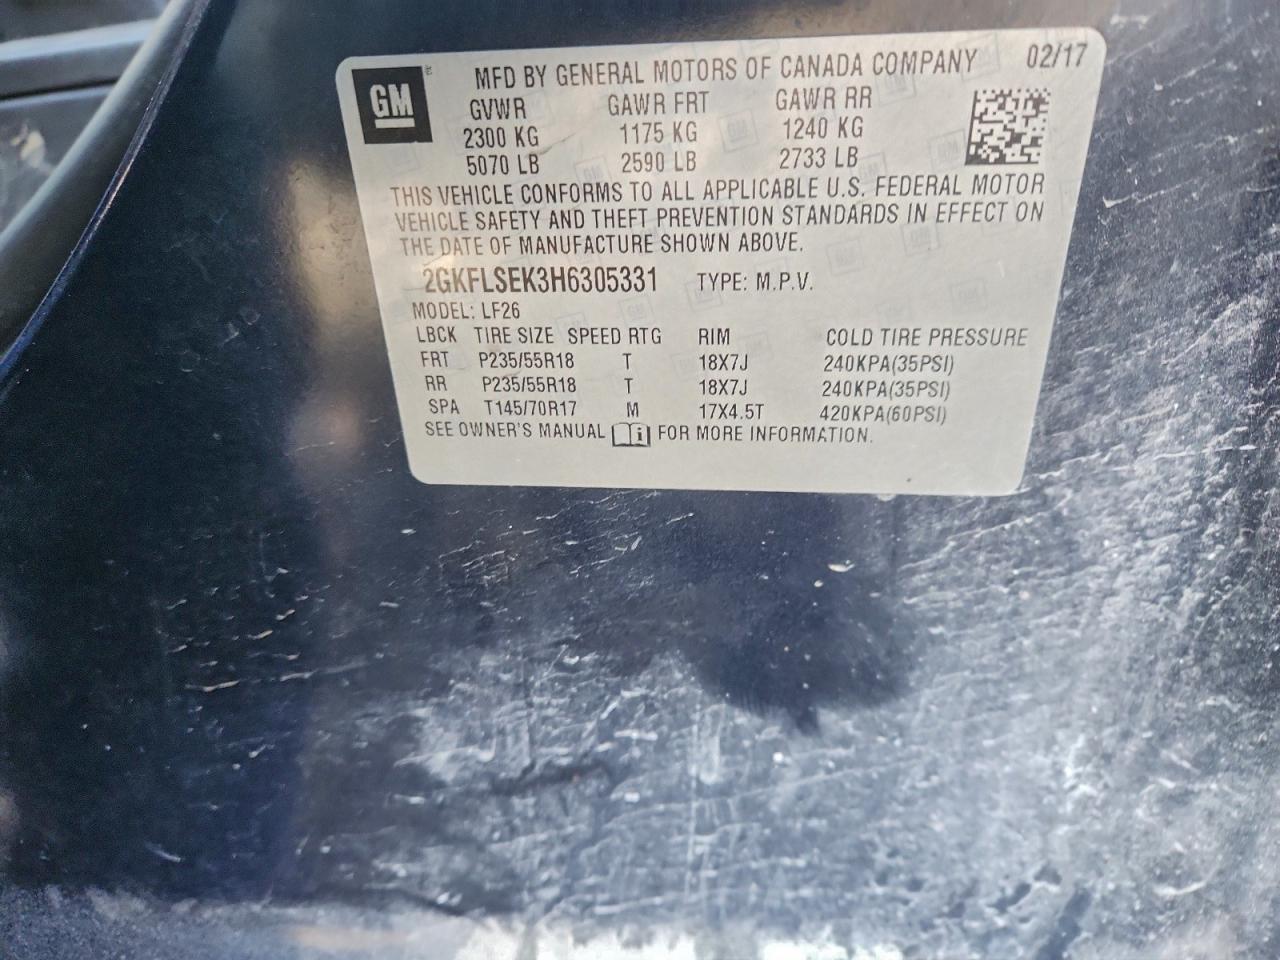 GM
MFD BY GENERAL MOTORS OF CANADA COMPANY 02/17
GVWR GAWR FRT GAWR RR
2300 KG 1175 KG 1240 KG
5070 LB 2590 LB 2733 LB
THIS VEHICLE CONFORMS TO ALL APPLICABLE U.S. FEDERAL MOTOR
VEHICLE SAFETY AND THEFT PREVENTION STANDARDS IN EFFECT ON
THE DATE OF MANUFACTURE SHOWN ABOVE.
2GKFLSEK3H6305331 TYPE: M.P.V.
MODEL: LF26
LBCK TIRE SIZE SPEED RTG RIM COLD TIRE PRESSURE
FRT P235/55R18 T 18X7J 240KPA(35PSI)
RR P235/55R18 T 18X7J 240KPA(35PSI)
SPA T145/70R17 M 17X4.5T 420KPA(60PSI)
SEE OWNER'S MANUAL i FOR MORE INFORMATION.